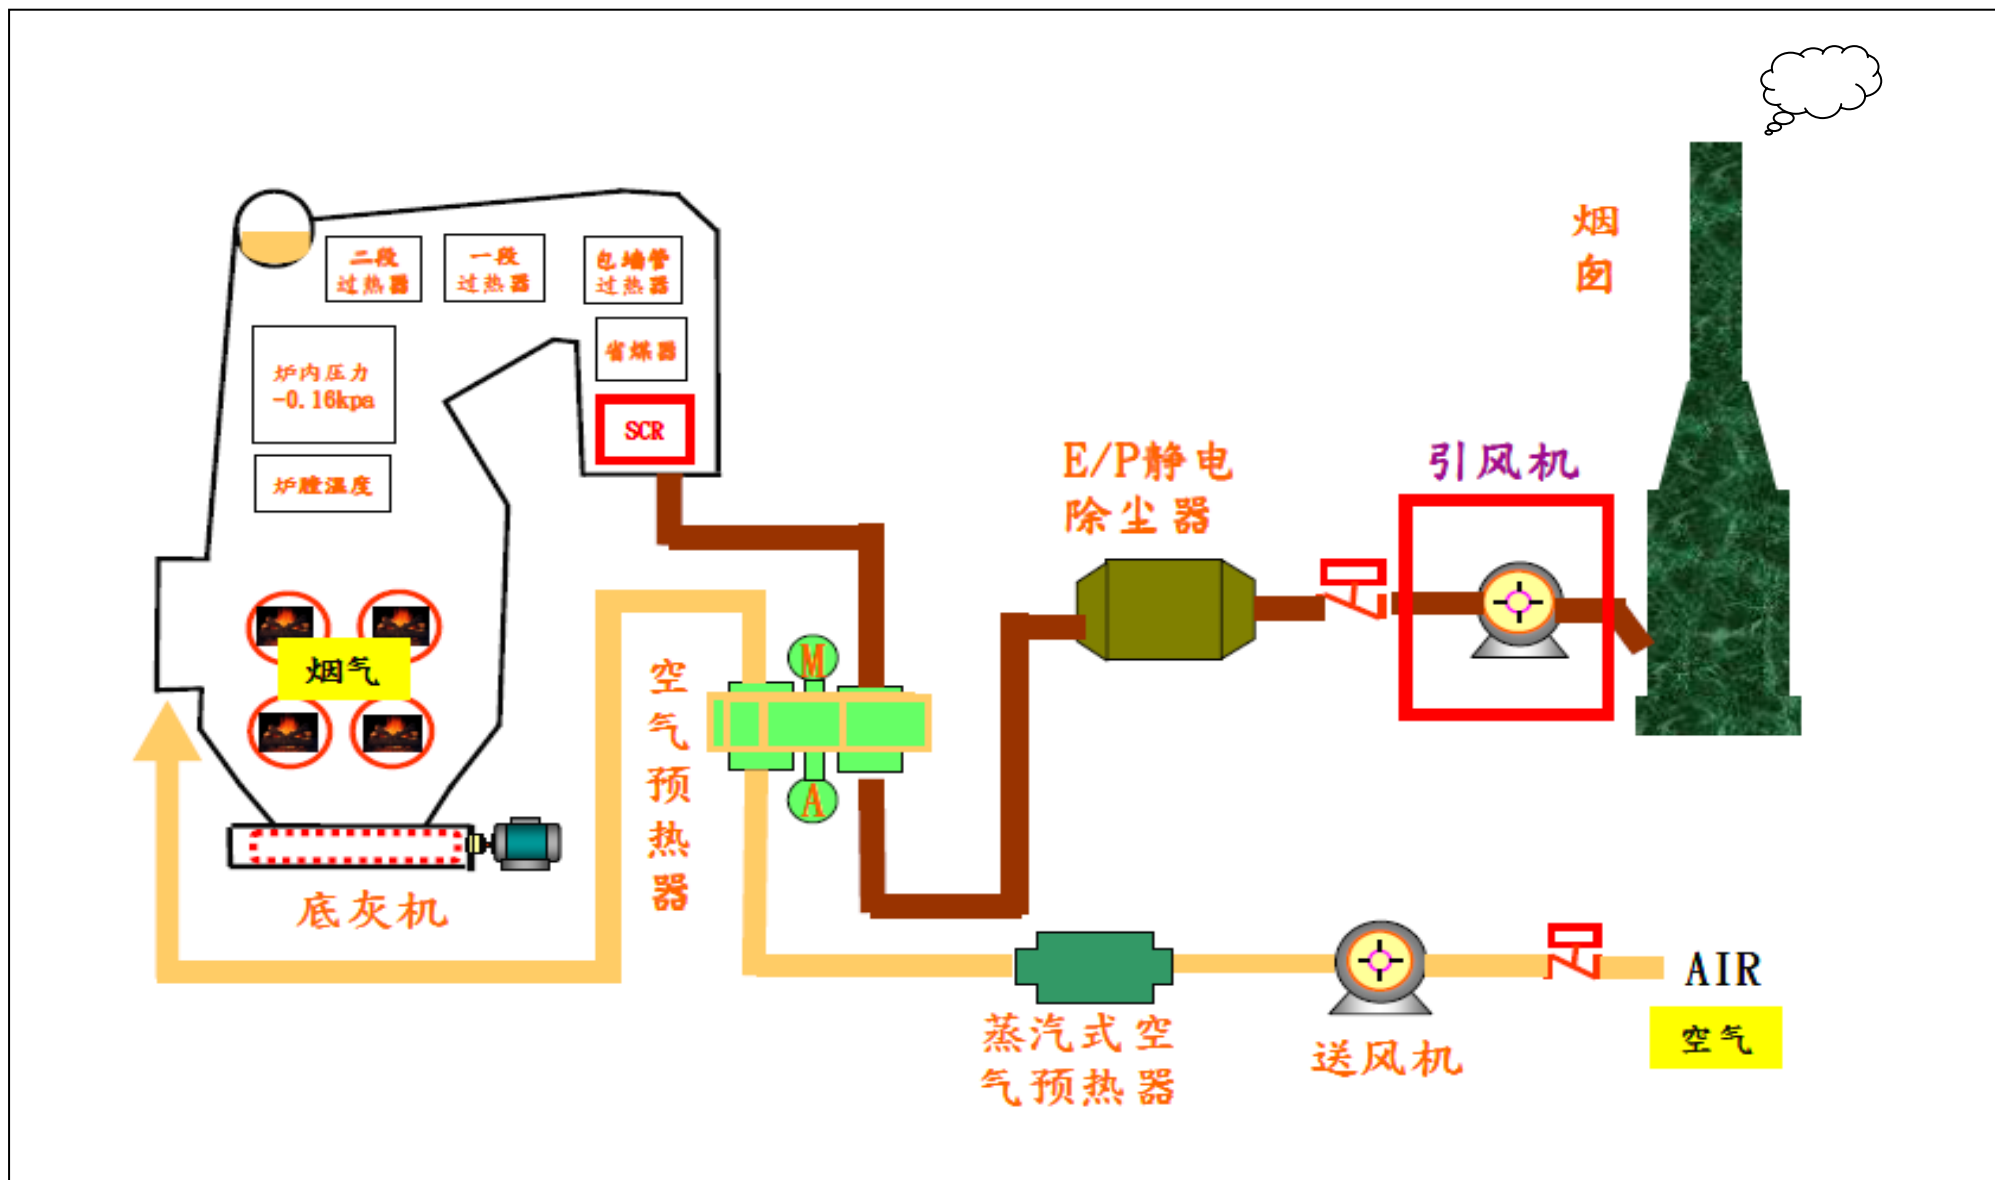 烟
囱
二段
过热器
一段
过热器
包墙管
过热器
省煤器
炉内压力
-0.16kpa
SCR
炉膛温度
E/P静电
除尘器
引风机
烟气
空
气
预
热
器
M
A
底灰机
AIR
空气
蒸汽式空
气预热器
送风机